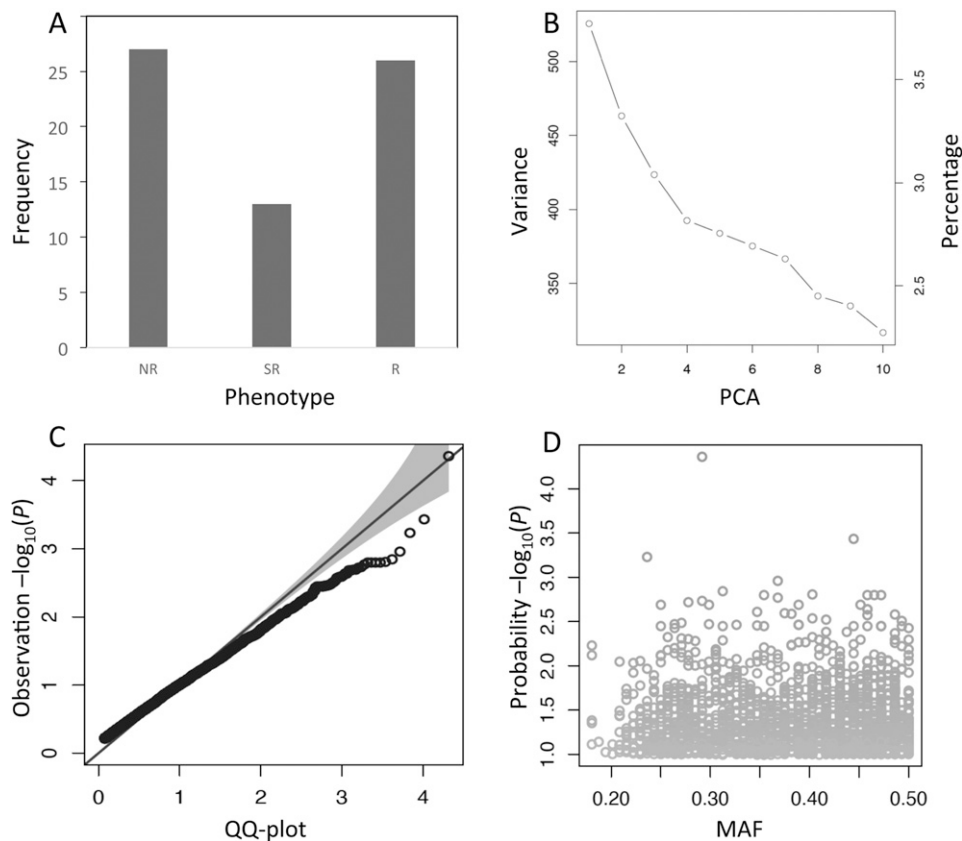 A
Frequency
25
20
15
10
5
0
NR SR R
Phenotype
B
Variance
500
450
400
350
3.5
3.0
2.5
Percentage
2 4 6 8 10
PCA
C
Observation –log10(P)
4
3
2
1
0
0 1 2 3 4
QQ-plot
D
Probability –log10(P)
4.0
3.5
3.0
2.5
2.0
1.5
1.0
0.20 0.30 0.40 0.50
MAF